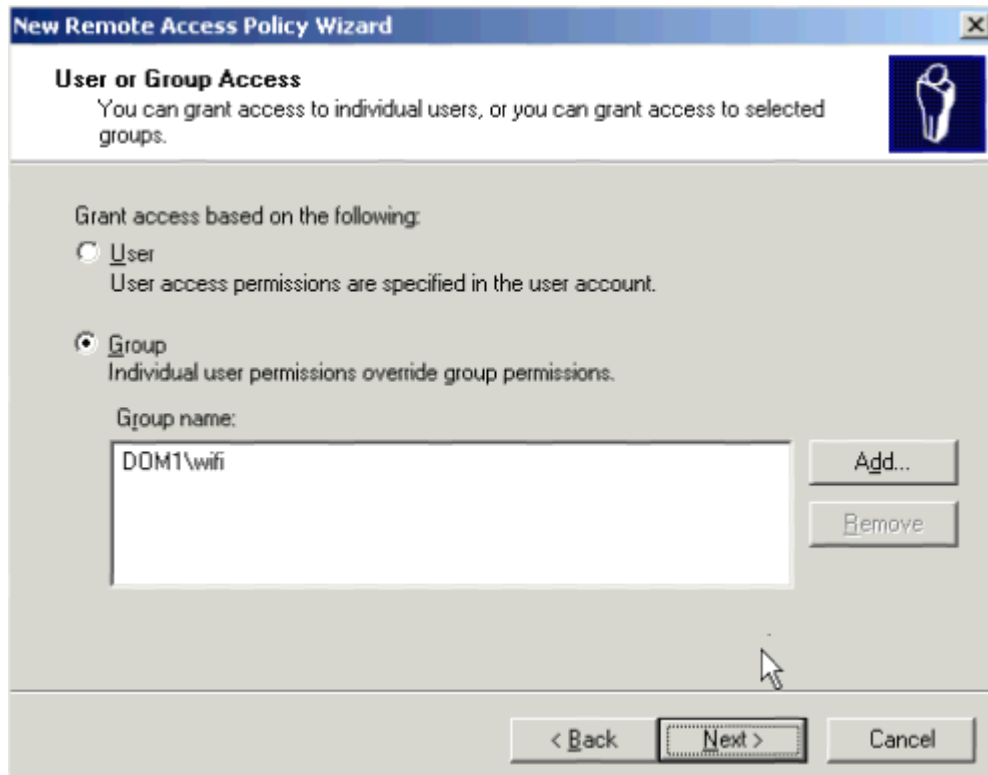 New Remote Access Policy Wizard
User or Group Access
You can grant access to individual users, or you can grant access to selected
groups.
Grant access based on the following:
User
User access permissions are specified in the user account.
Group
Individual user permissions override group permissions.
Group name:
DOM1\wifi
Add...
Remove
< Back
Next >
Cancel